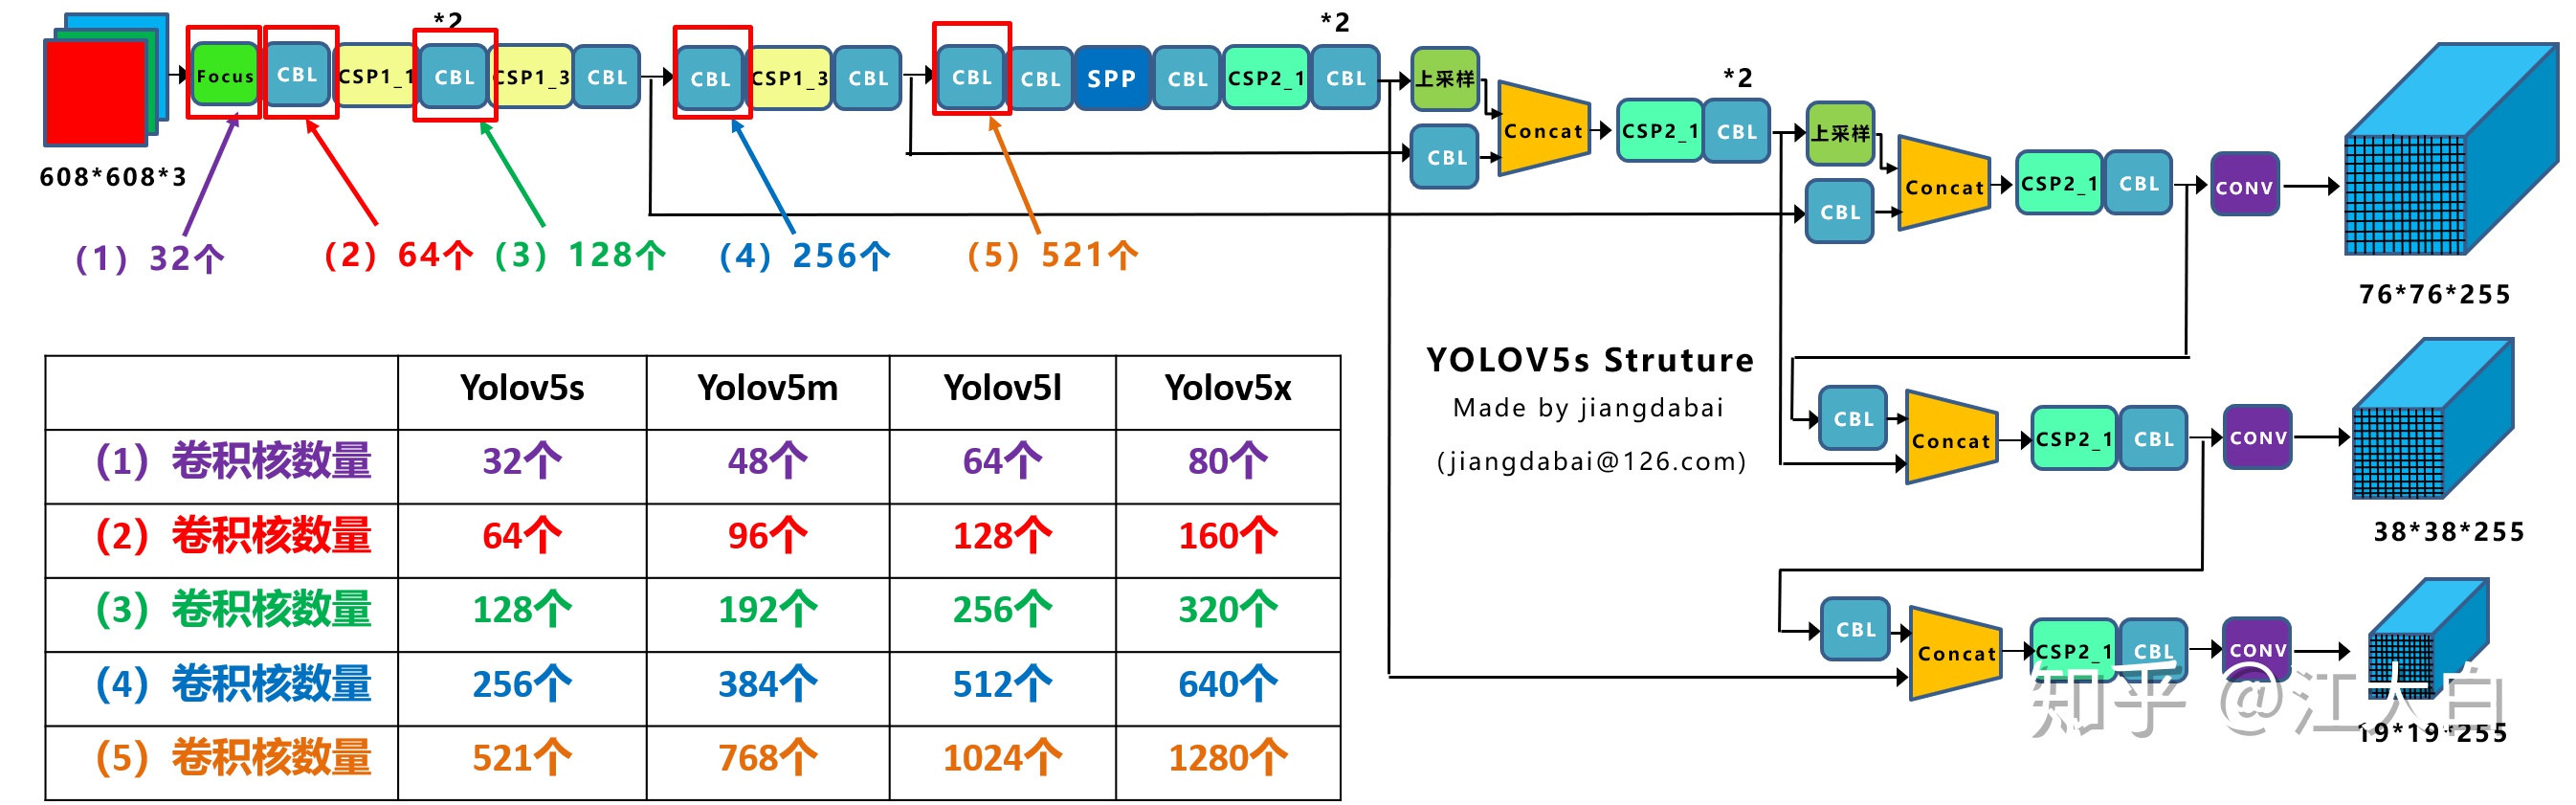 *2
*2
Focus CBL CSP1_1 CBL CSP1_3 CBL CBL CSP1_3 CBL CBL CBL SPP CBL CSP2_1 CBL 上采样
*2
CBL Concat CSP2_1 CBL 上采样
608*608*3
CBL Concat CSP2_1 CBL CONV
(1) 32个 (2) 64个 (3) 128个 (4) 256个 (5) 521个
76*76*255
YOLOV5s Struture
Made by jiangdabai
(jiangdabai@126.com)
CBL Concat CSP2_1 CBL CONV
38*38*255
CBL Concat CSP2_1 CBL CONV
19*19*255
Yolov5s Yolov5m Yolov5l Yolov5x
(1) 卷积核数量 32个 48个 64个 80个
(2) 卷积核数量 64个 96个 128个 160个
(3) 卷积核数量 128个 192个 256个 320个
(4) 卷积核数量 256个 384个 512个 640个
(5) 卷积核数量 521个 768个 1024个 1280个
知乎 @江大白